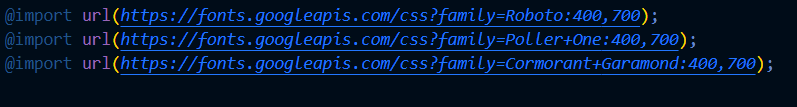 @import url(https://fonts.googleapis.com/css?family=Roboto:400,700);
@import url(https://fonts.googleapis.com/css?family=Poller+One:400,700);
@import url(https://fonts.googleapis.com/css?family=Cormorant+Garamond:400,700);